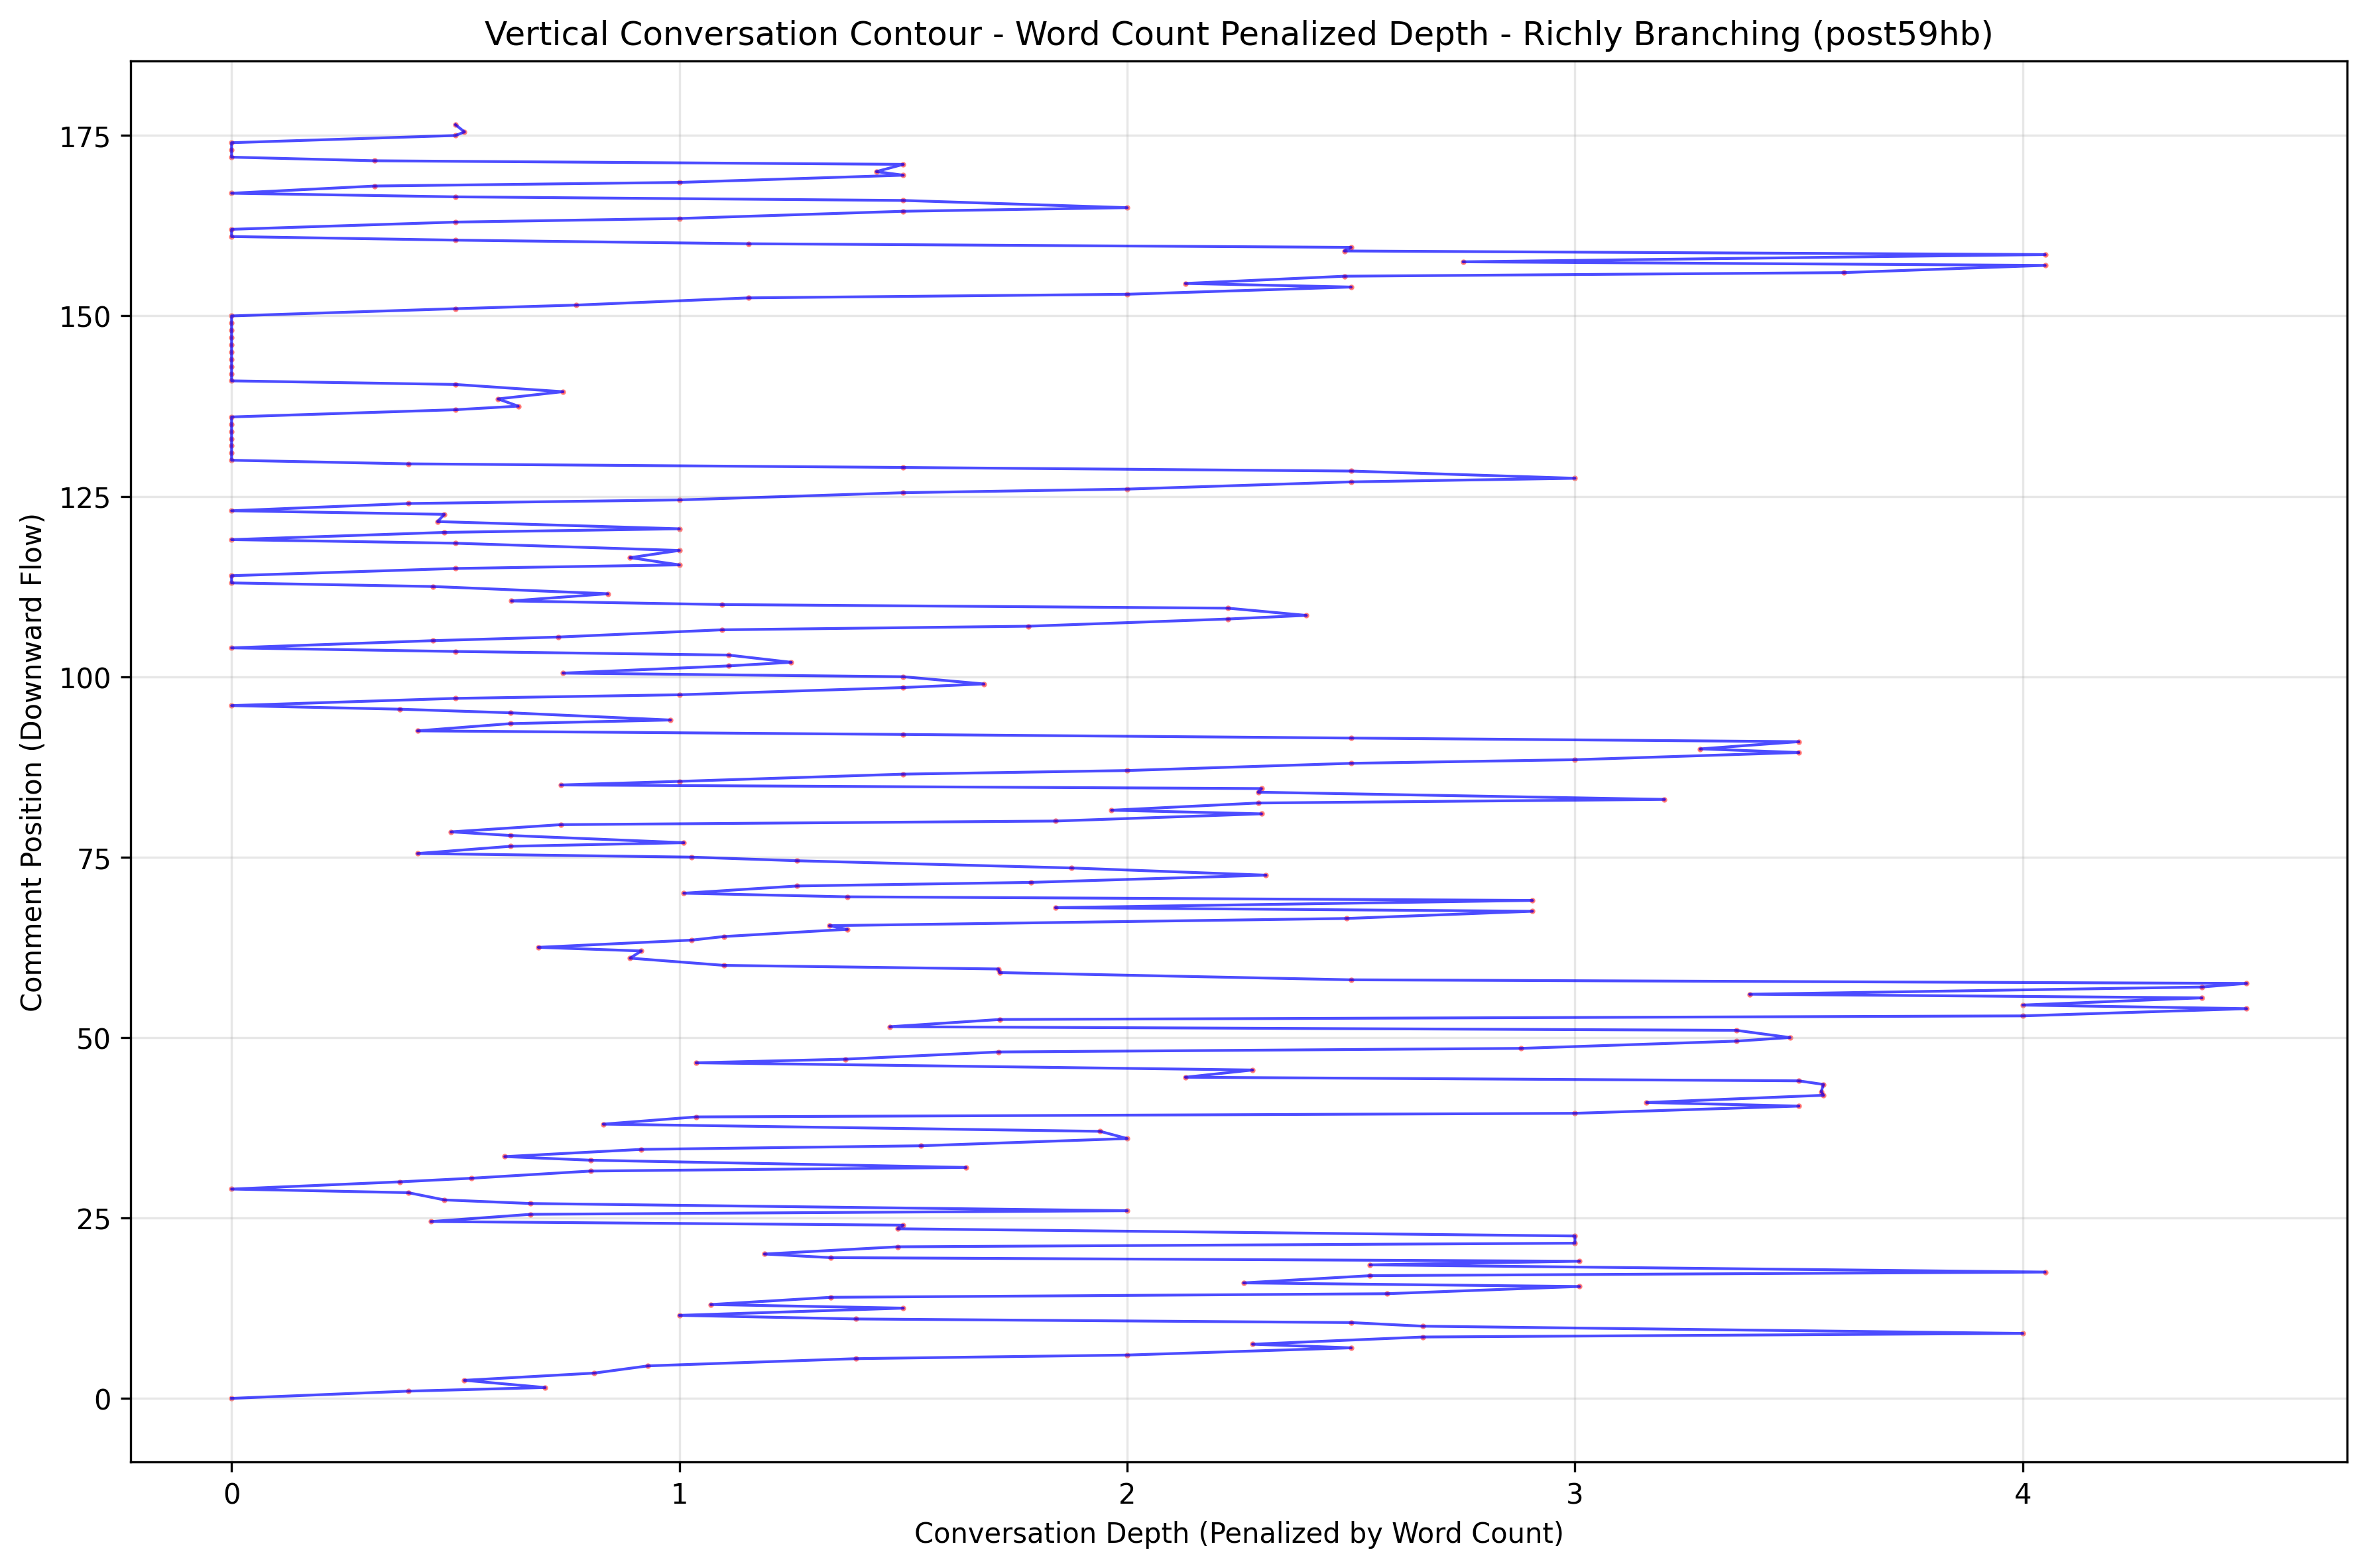 Vertical Conversation Contour - Word Count Penalized Depth - Richly Branching (post59hb)
Comment Position (Downward Flow)
175
150
125
100
75
50
25
0
0 1 2 3 4
Conversation Depth (Penalized by Word Count)